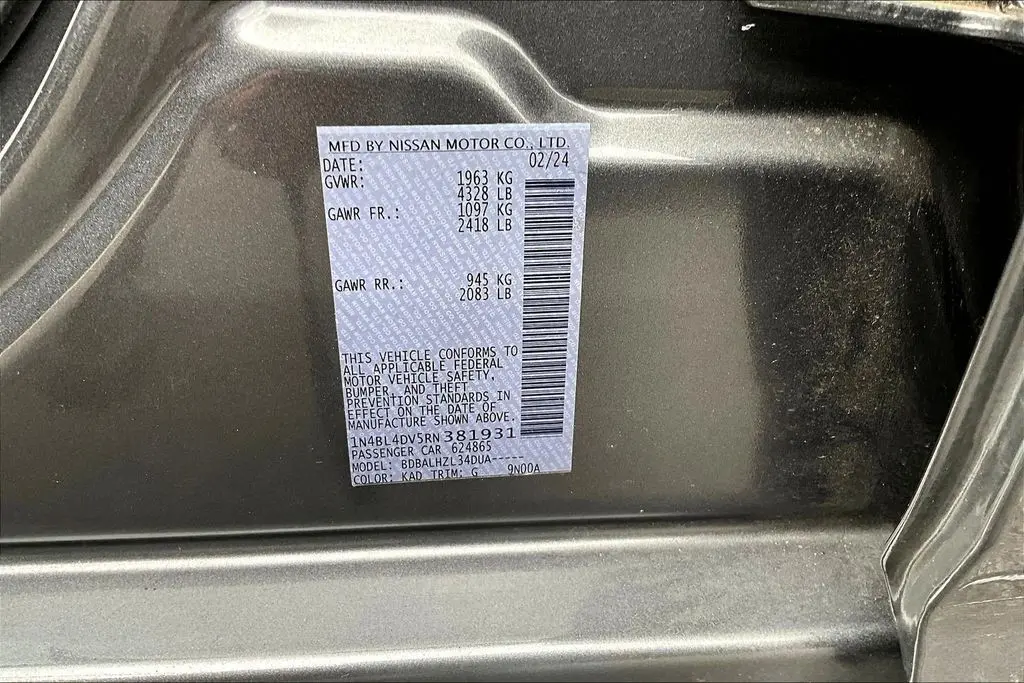 MFD BY NISSAN MOTOR CO., LTD.
DATE: 02/24
GVWR: 1963 KG
4328 LB
GAWR FR.: 1097 KG
2418 LB
GAWR RR.: 945 KG
2083 LB
THIS VEHICLE CONFORMS TO
ALL APPLICABLE FEDERAL
MOTOR VEHICLE SAFETY,
BUMPER, AND THEFT
PREVENTION STANDARDS IN
EFFECT ON THE DATE OF
MANUFACTURE SHOWN ABOVE.
1N4BL4DV5RN381931
PASSENGER CAR 624865
MODEL: BDBALHZL34DUA-----
COLOR: KAD TRIM: G 9N00A